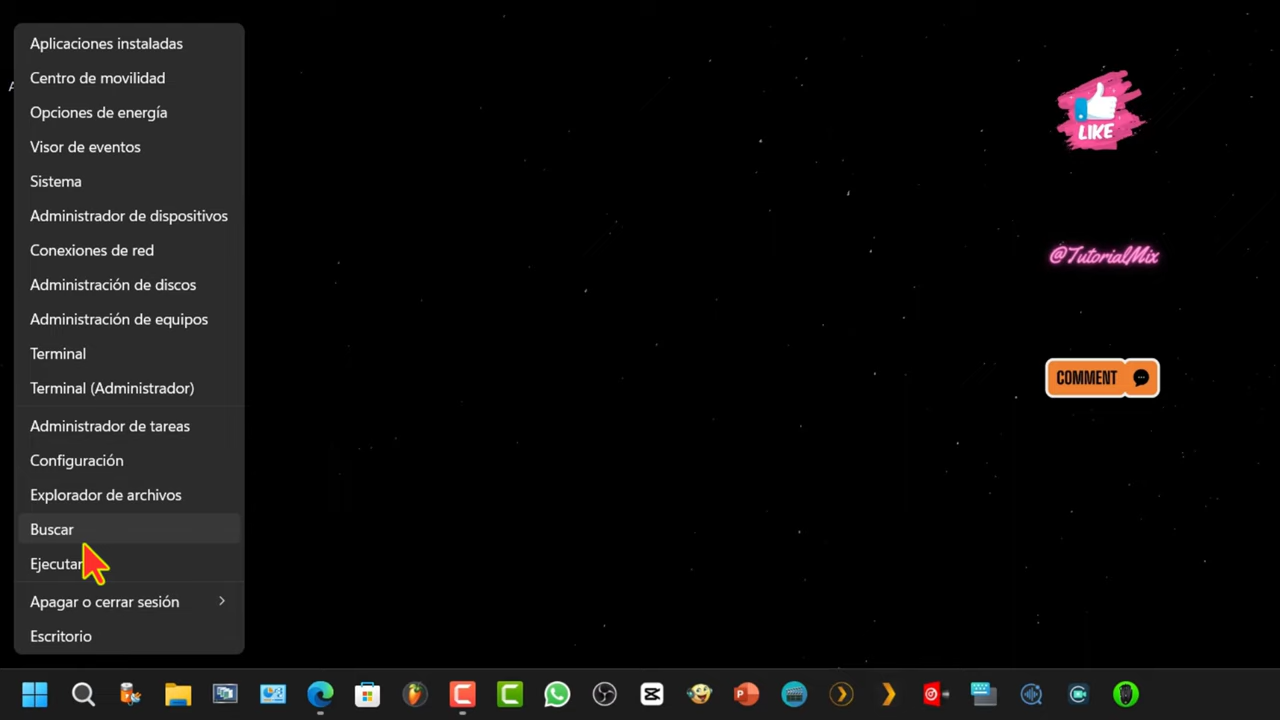 Aplicaciones instaladas
Centro de movilidad
Opciones de energía
Visor de eventos
Sistema
Administrador de dispositivos
Conexiones de red
Administración de discos
Administración de equipos
Terminal
Terminal (Administrador)
Administrador de tareas
Configuración
Explorador de archivos
Buscar
Ejecutar
Apagar o cerrar sesión
Escritorio
LIKE
@TutorialMix
COMMENT